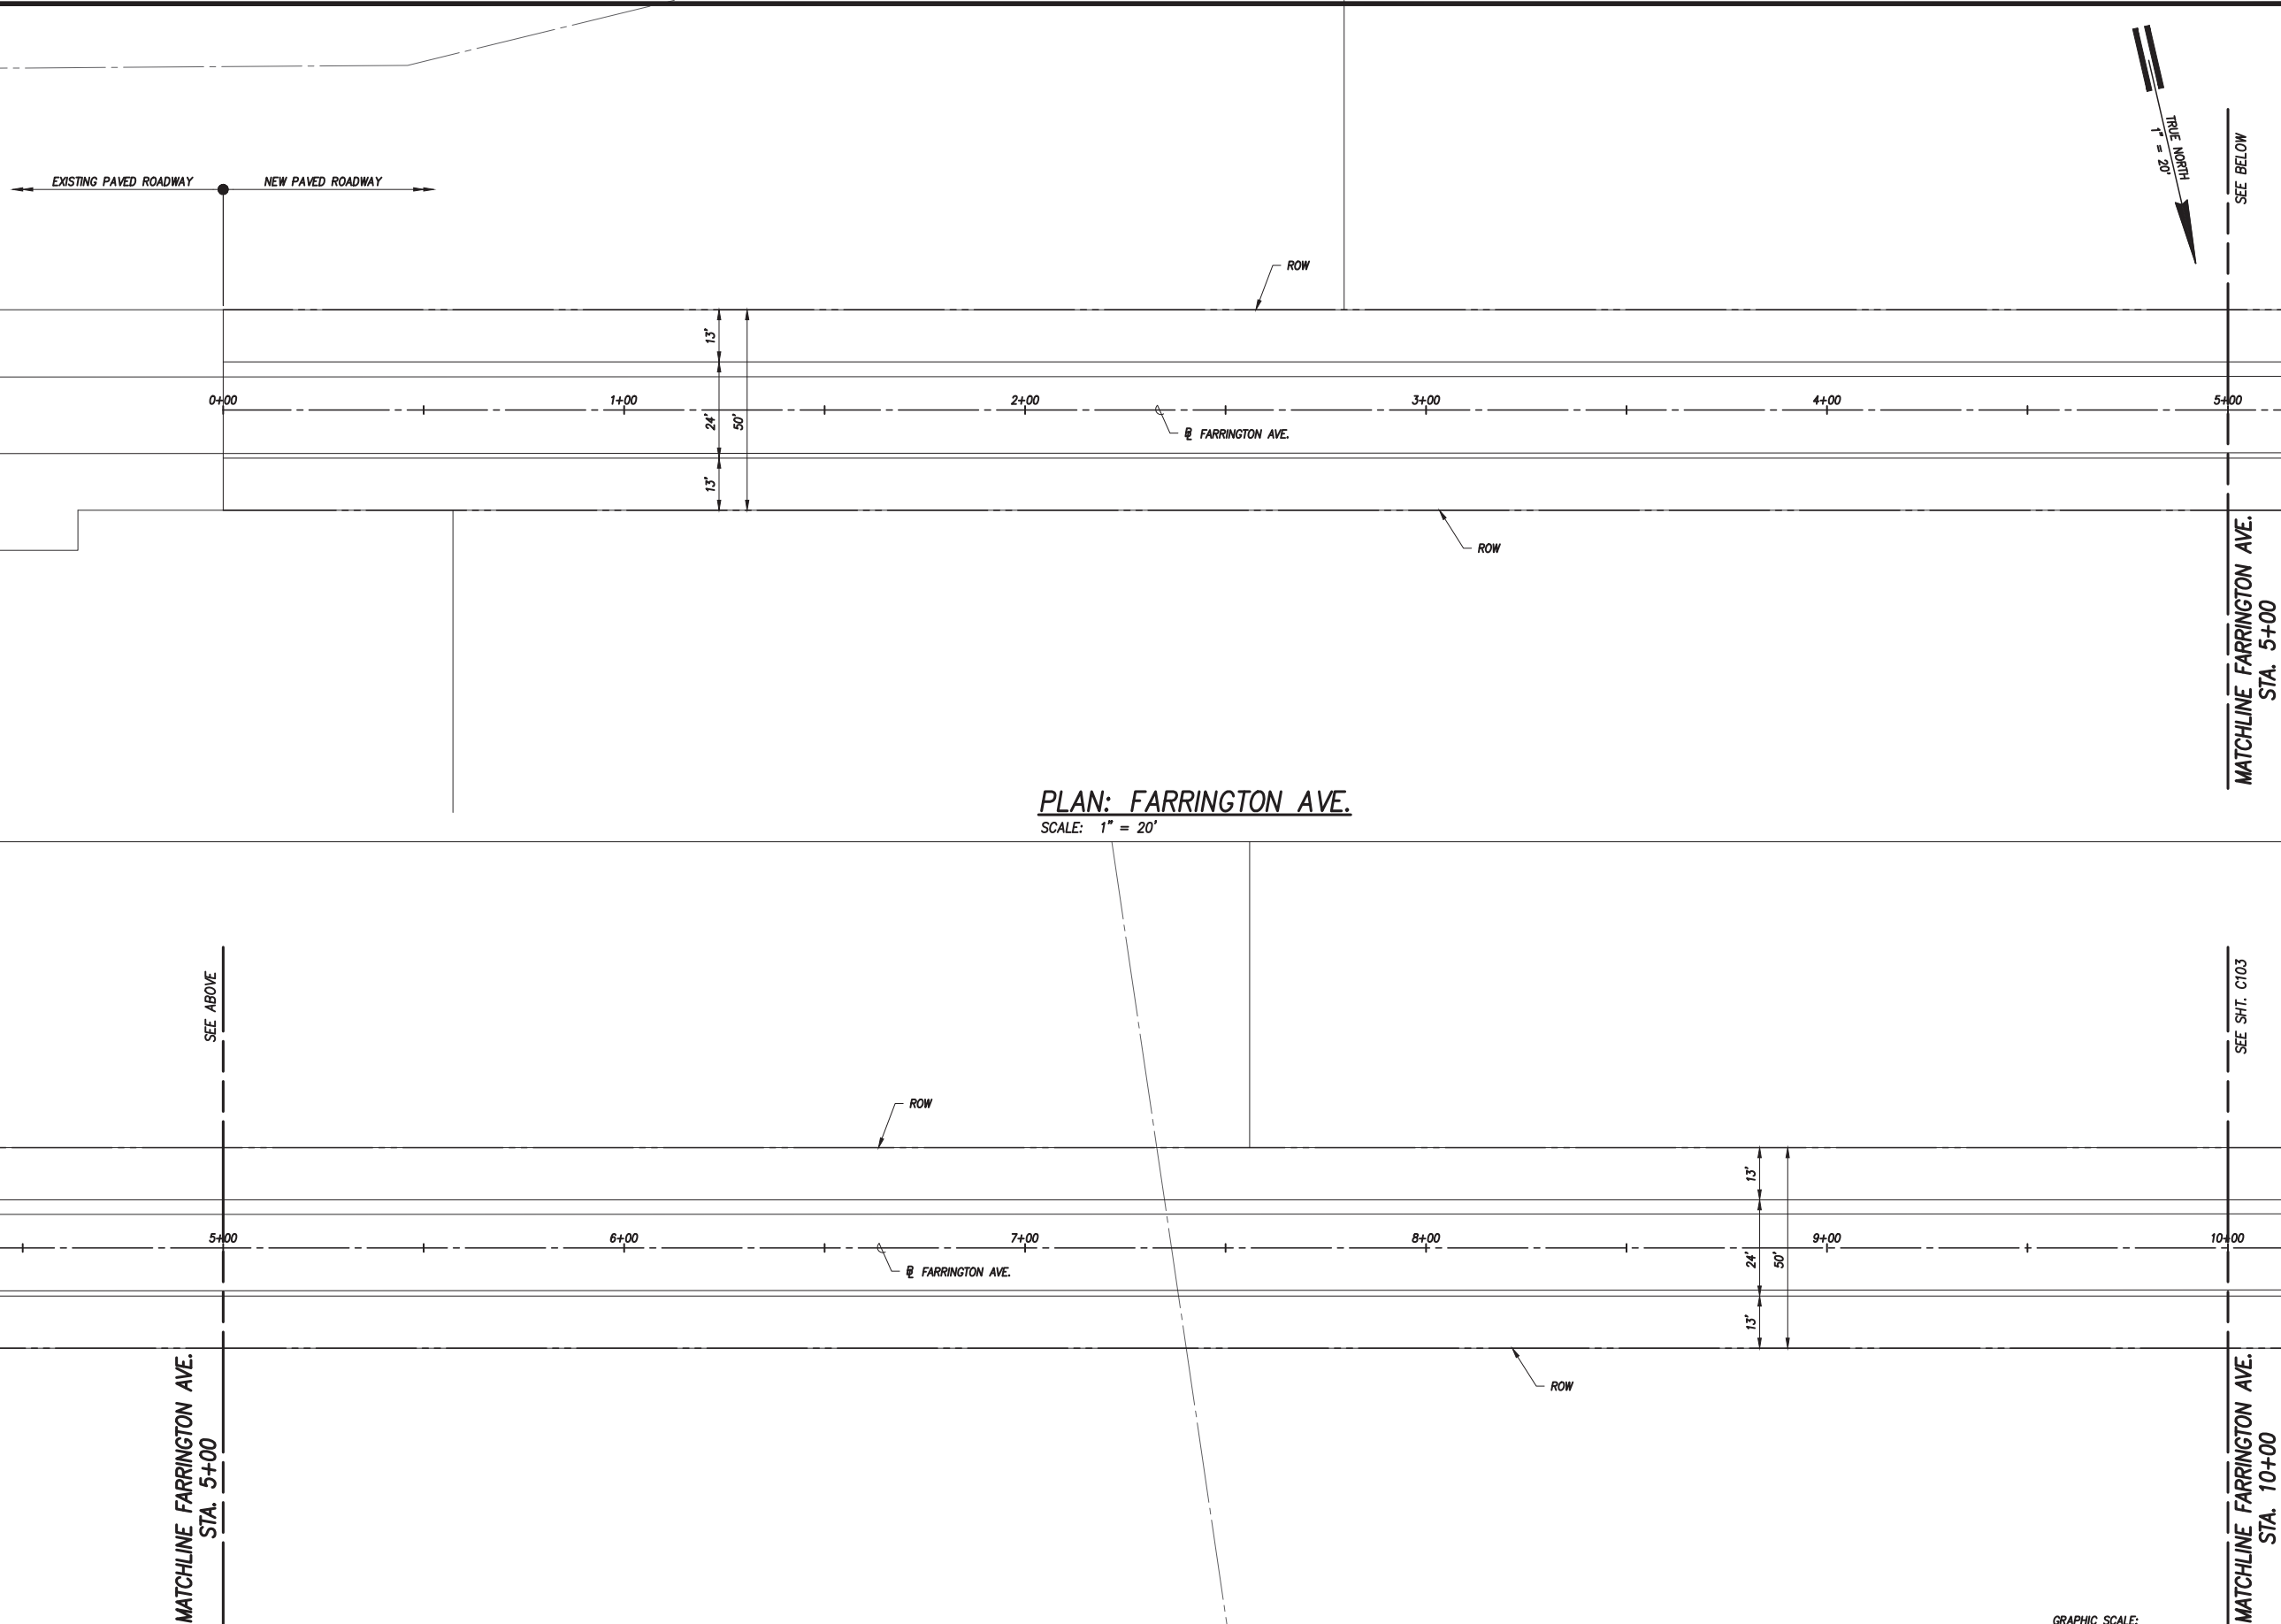 TRUE NORTH
1" = 20'
SEE BELOW
EXISTING PAVED ROADWAY
NEW PAVED ROADWAY
ROW
13'
0+00
1+00
2+00
3+00
4+00
5+00
24'
50'
FARRINGTON AVE.
13'
ROW
MATCHLINE FARRINGTON AVE.
STA. 5+00
PLAN: FARRINGTON AVE.
SCALE: 1" = 20'
SEE ABOVE
SEE SHT. C103
ROW
13'
5+00
6+00
7+00
8+00
9+00
10+00
24'
50'
FARRINGTON AVE.
13'
ROW
MATCHLINE FARRINGTON AVE.
STA. 5+00
MATCHLINE FARRINGTON AVE.
STA. 10+00
GRAPHIC SCALE: